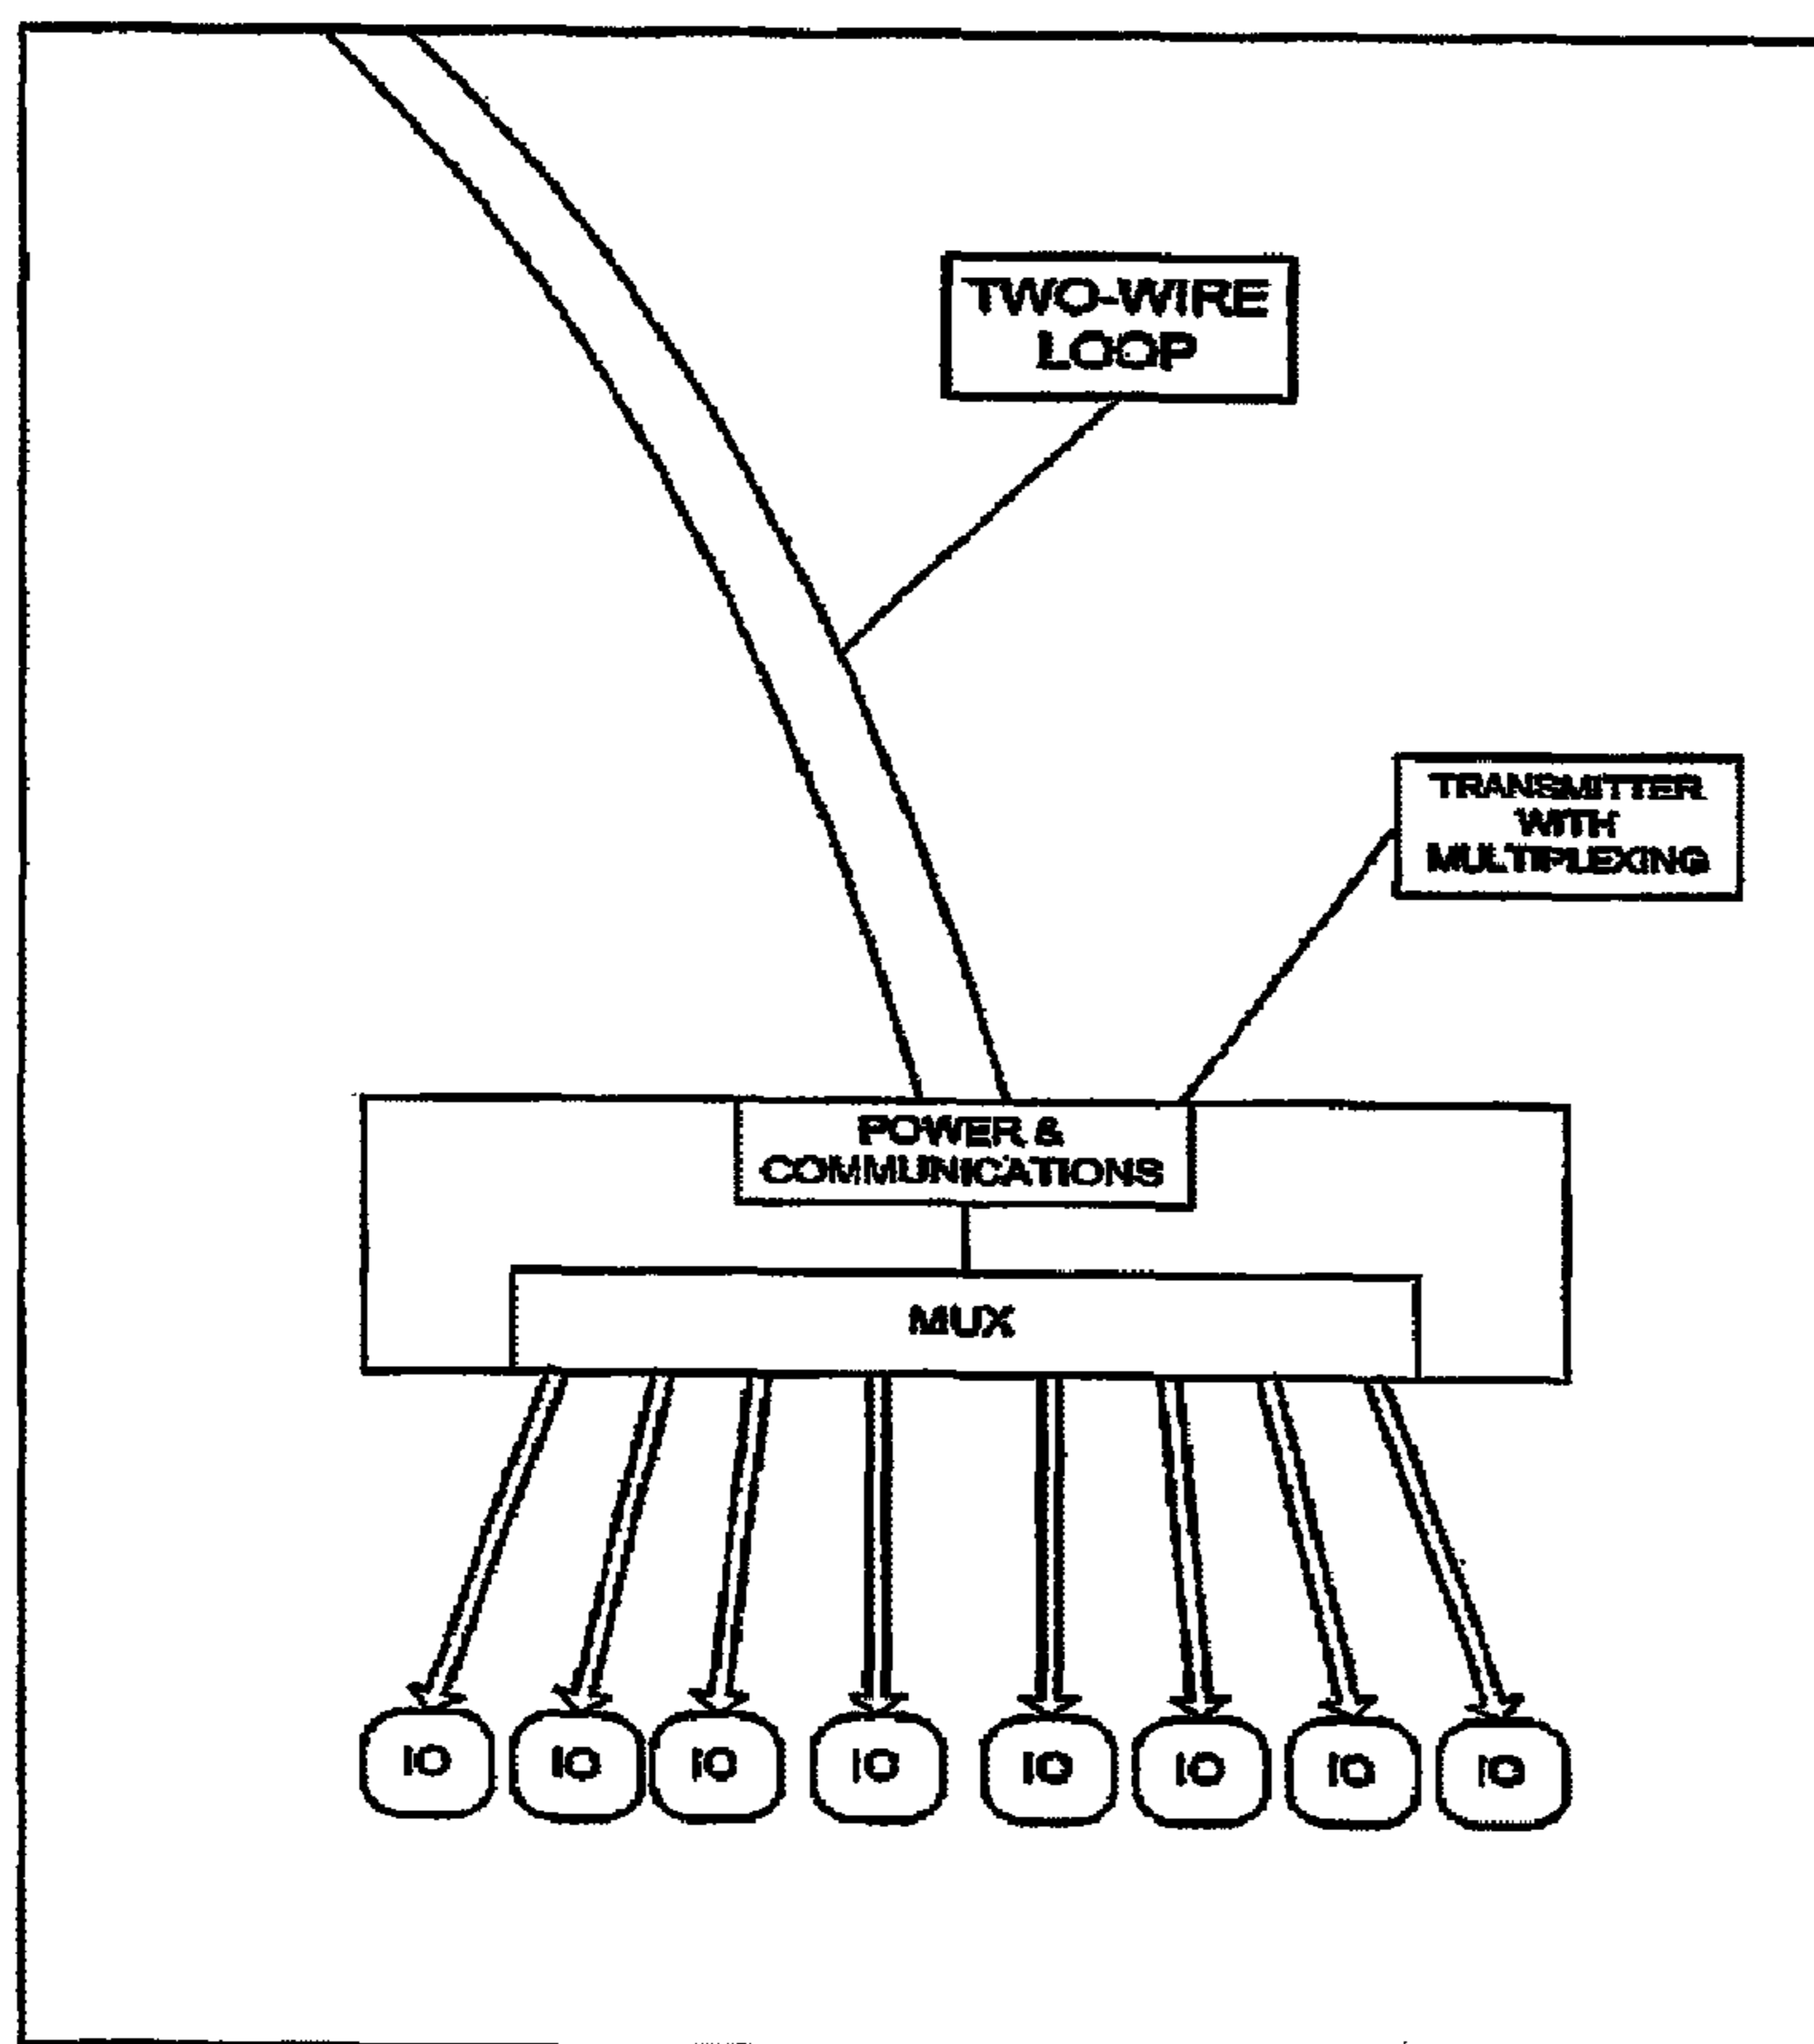 TWO-WIRE
LOOP
TRANSMITTER
WITH
MULTIPLEXING
POWER &
COMMUNICATIONS
MUX
IO
IO
IO
IO
IO
IO
IO
IO